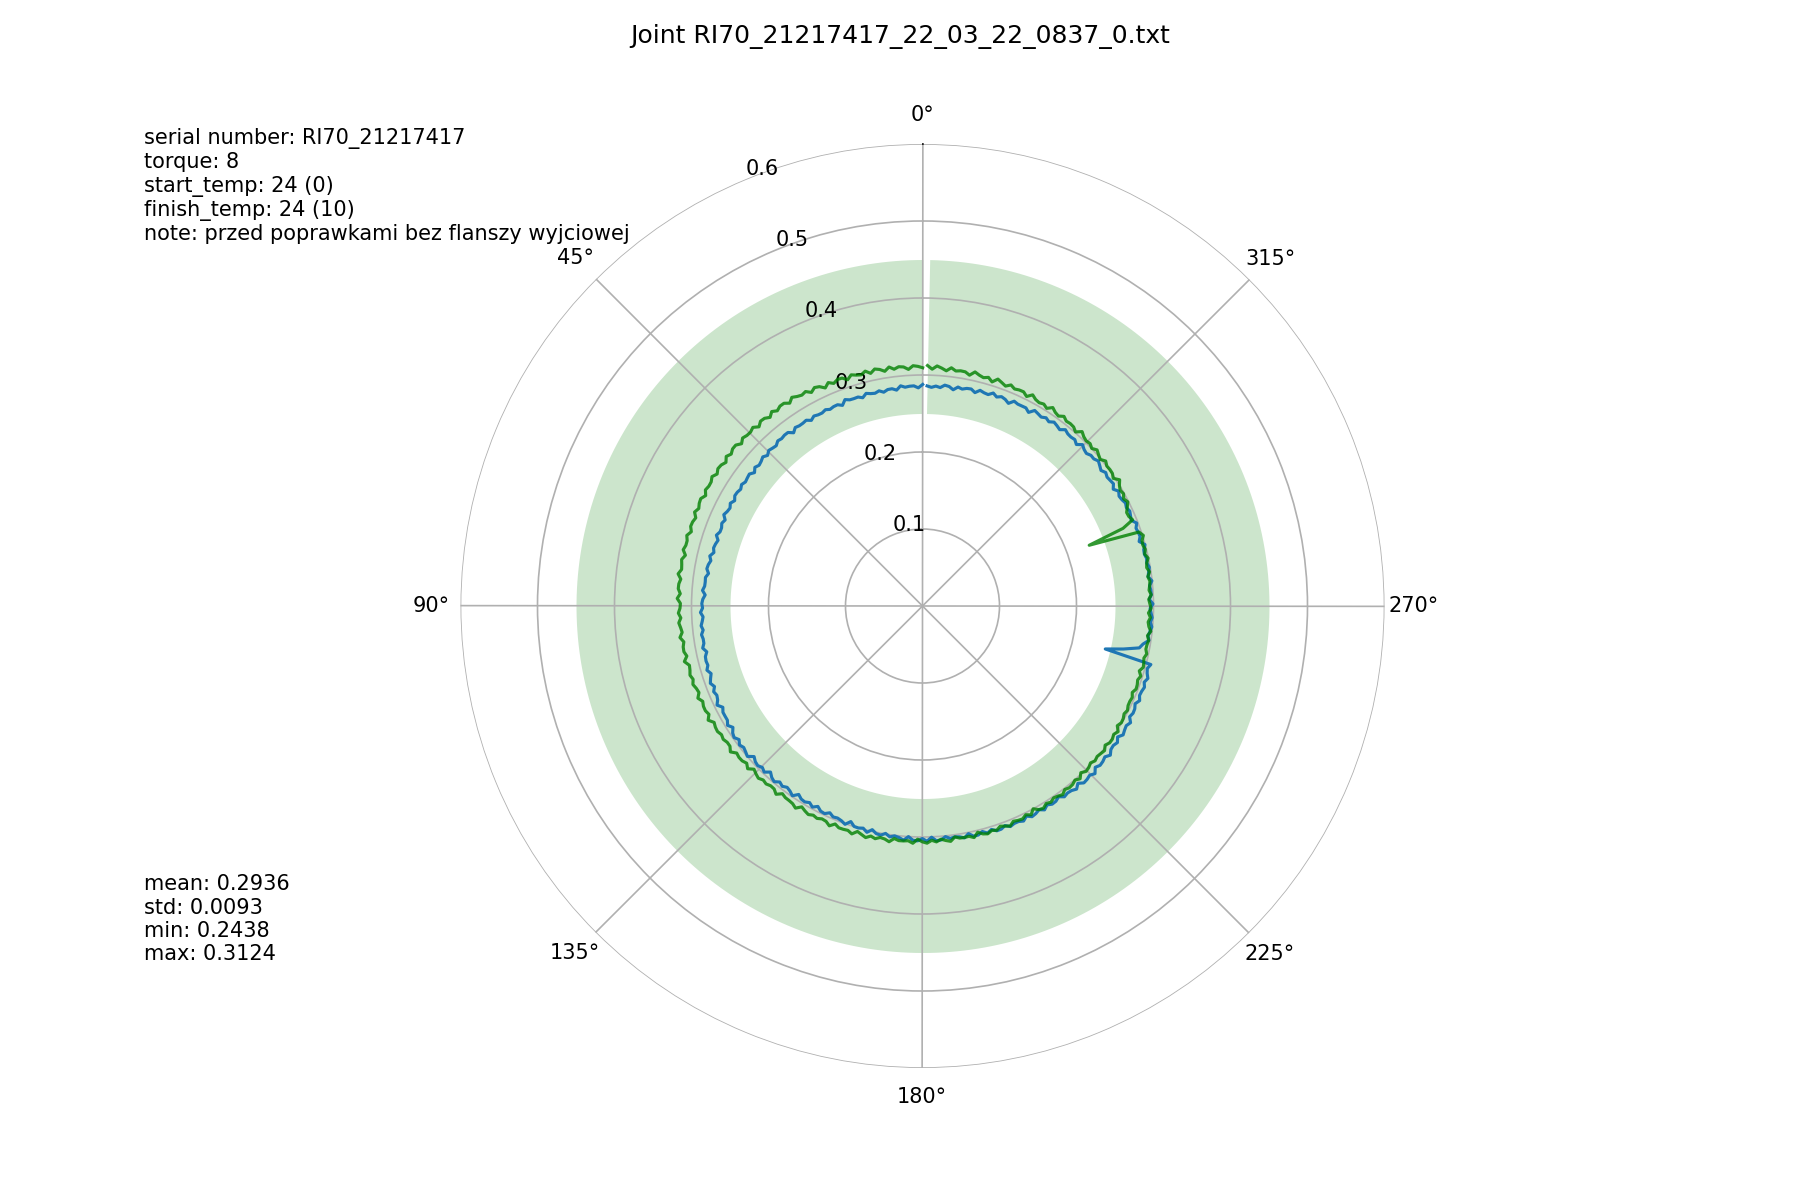 Joint RI70_21217417_22_03_22_0837_0.txt
serial number: RI70_21217417
torque: 8
start_temp: 24 (0)
finish_temp: 24 (10)
note: przed poprawkami bez flanszy wyjciowej
0°
45°
315°
0.6
0.5
0.4
0.3
0.2
0.1
90°
270°
mean: 0.2936
std: 0.0093
min: 0.2438
max: 0.3124
135°
225°
180°